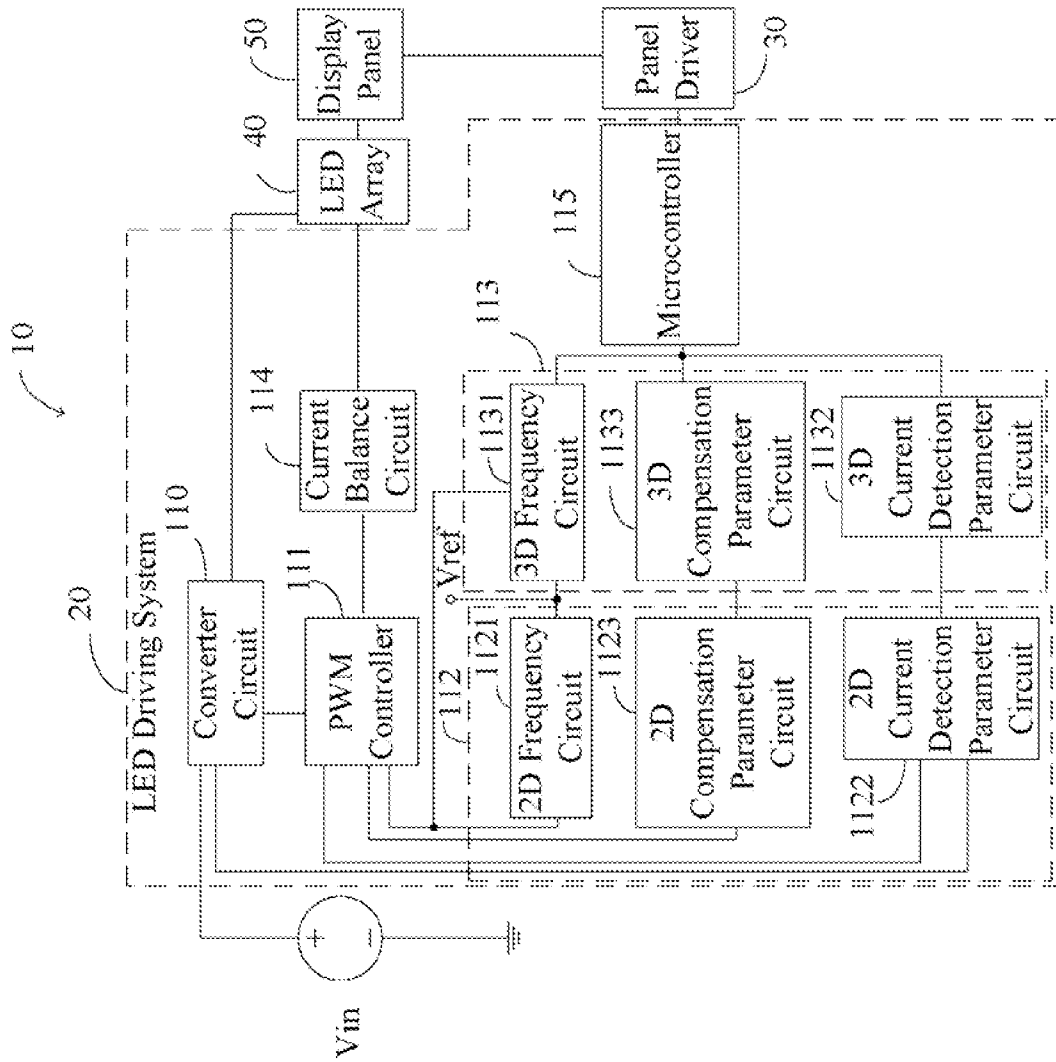 10
20
LED Driving System
Vin
+
−
110
Converter
Circuit
111
PWM
Controller
114
Current
Balance
Circuit
40
LED
Array
50
Display
Panel
112
Vref
113
1121
2D Frequency
Circuit
1131
3D Frequency
Circuit
1123
2D
Compensation
Parameter
Circuit
1133
3D
Compensation
Parameter
Circuit
115
Microcontroller
Panel
Driver
30
1122
2D
Current
Detection
Parameter
Circuit
1132
3D
Current
Detection
Parameter
Circuit